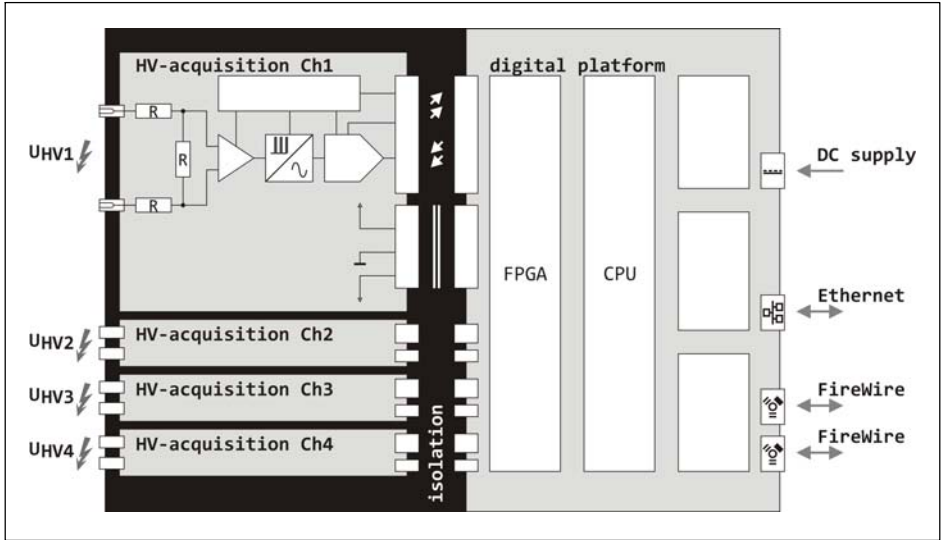 HV-acquisition Ch1
digital platform
R
UHV1
R
DC supply
R
FPGA
CPU
Ethernet
HV-acquisition Ch2
UHV2
HV-acquisition Ch3
UHV3
FireWire
HV-acquisition Ch4
UHV4
FireWire
isolation